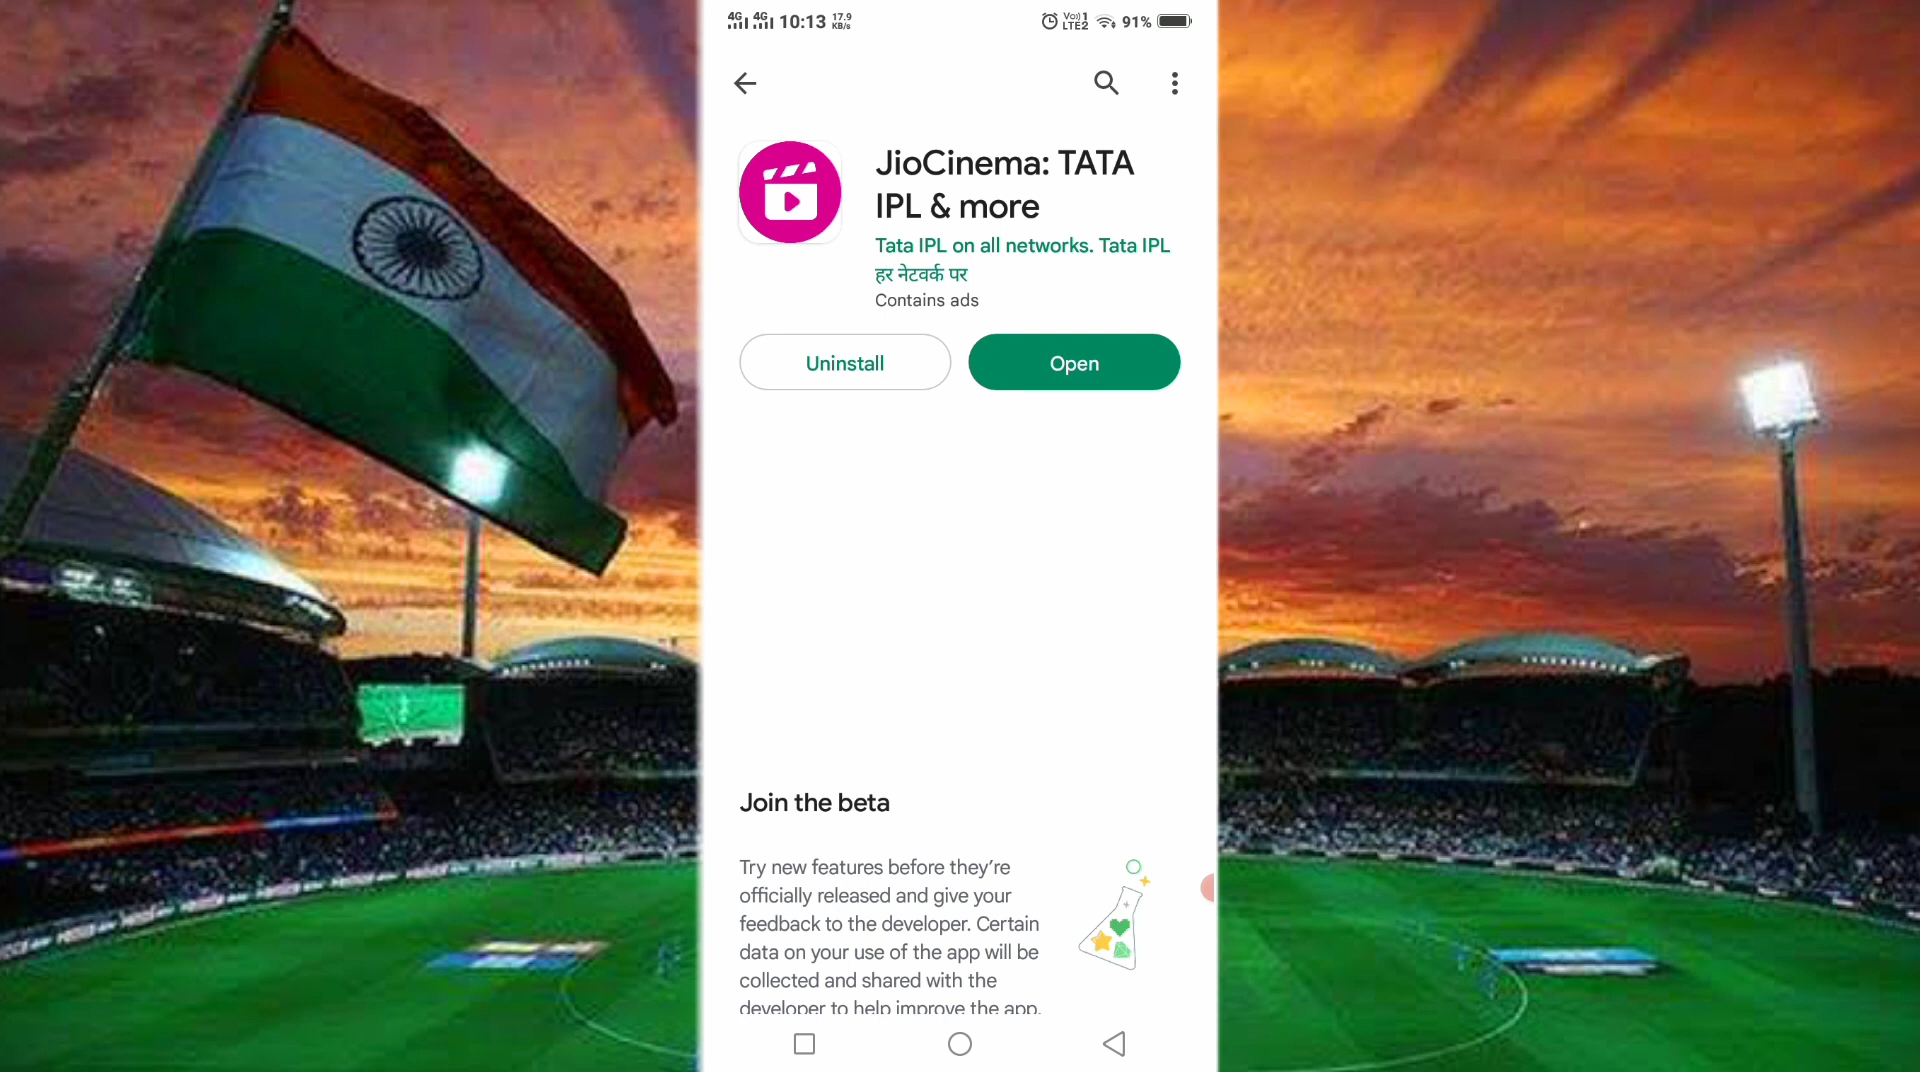 4G 4G 10:13 17.9 KB/s Vo) 1 LTE2 91%
JioCinema: TATA
IPL & more
Tata IPL on all networks. Tata IPL
हर नेटवर्क पर
Contains ads
Uninstall Open
Join the beta
Try new features before they’re
officially released and give your
feedback to the developer. Certain
data on your use of the app will be
collected and shared with the
developer to help improve the app.